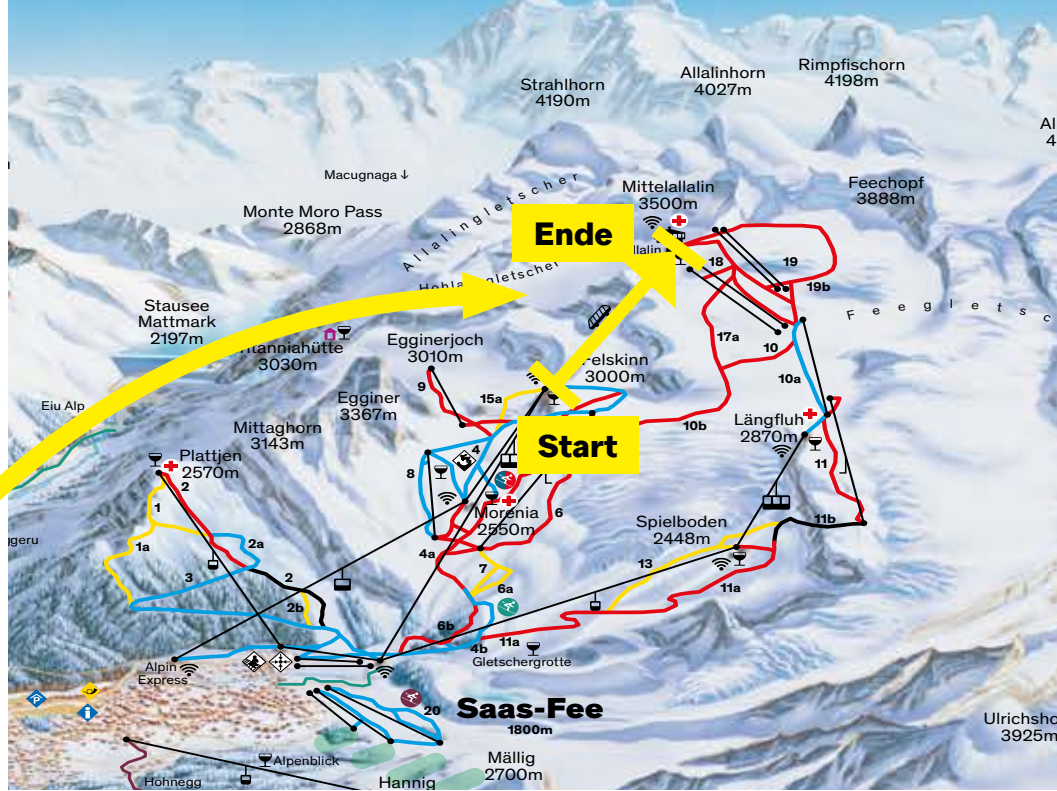 Strahlhorn
4190m
Allalinhorn
4027m
Rimpfischorn
4198m
Al
4
Macugnaga ↓
Allalingletscher
Mittelallalin
3500m
Feechopf
3888m
Monte Moro Pass
2868m
Ende
18
19
19b
Feegletsc
Stausee
Mattmark
2197m
3030m
Egginerjoch
3010m
Felskinn
3000m
17a
10
10a
9
15a
Egginer
3367m
Eiu Alp
Mittaghorn
3143m
4
Start
10b
Längfluh
2870m
Plattjen
2570m
2
8
11
1
Morenia
2550m
6
Spielboden
2448m
11b
ggeru
1a
2a
4a
3
2
7
13
6a
11a
2b
6b
4b
11a
Gletschergrotte
Alpin
Express
P
i
20
Saas-Fee
1800m
Ulrichsho
3925m
Alpenblick
Mällig
2700m
Hohnegg
Hannig